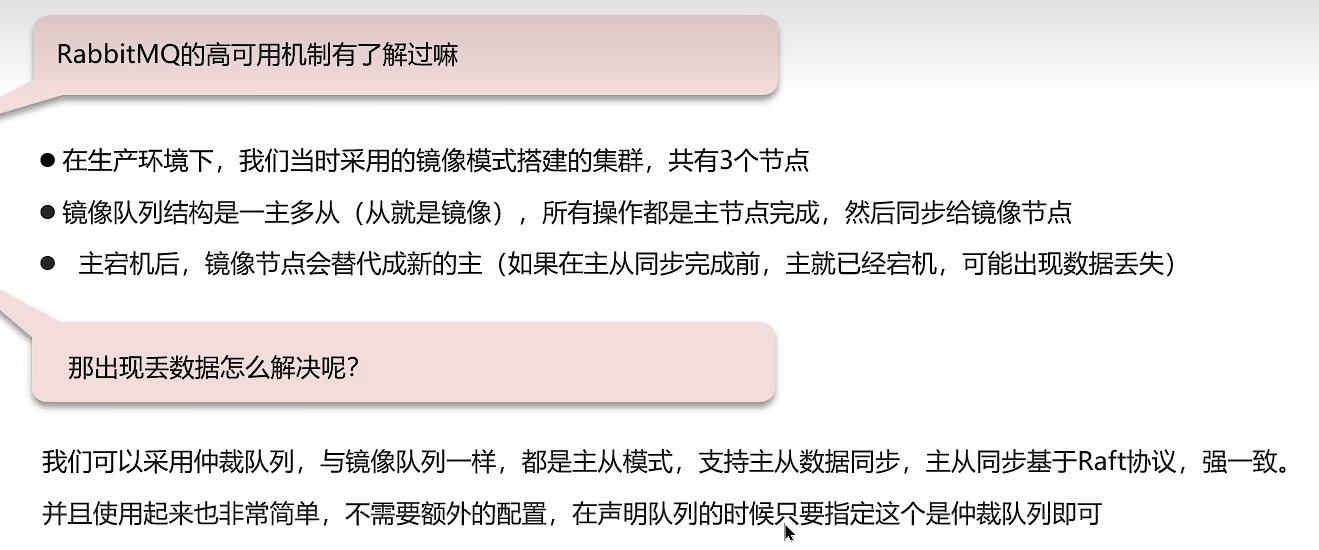 RabbitMQ的高可用机制有了解过嘛
● 在生产环境下，我们当时采用的镜像模式搭建的集群，共有3个节点
● 镜像队列结构是一主多从（从就是镜像），所有操作都是主节点完成，然后同步给镜像节点
● 主宕机后，镜像节点会替代成新的主（如果在主从同步完成前，主就已经宕机，可能出现数据丢失）
那出现丢数据怎么解决呢？
我们可以采用仲裁队列，与镜像队列一样，都是主从模式，支持主从数据同步，主从同步基于Raft协议，强一致。
并且使用起来也非常简单，不需要额外的配置，在声明队列的时候只要指定这个是仲裁队列即可